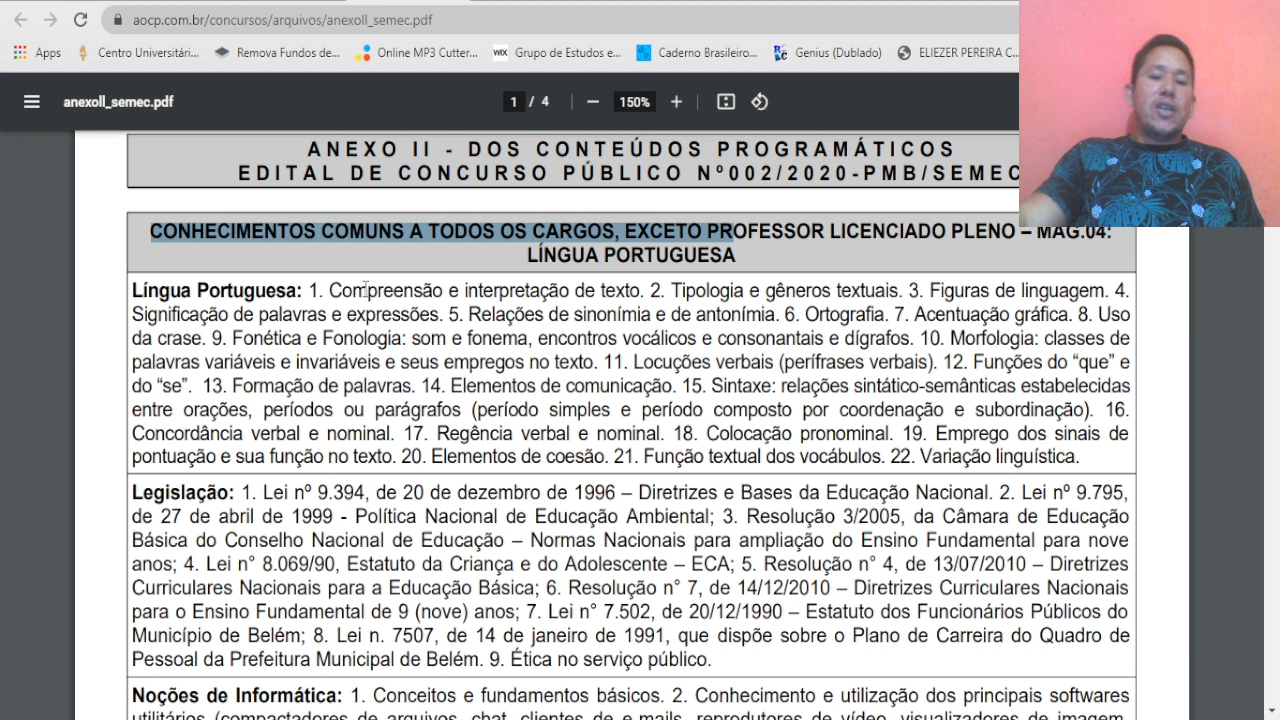 aocp.com.br/concursos/arquivos/anexoll_semec.pdf
Apps Centro Universitári... Remova Fundos de... Online MP3 Cutter... WIX Grupo de Estudos e... Caderno Brasileiro... Genius (Dublado) ELIEZER PEREIRA C...
anexoll_semec.pdf 1 / 4 — 150% +
ANEXO II - DOS CONTEÚDOS PROGRAMÁTICOS
EDITAL DE CONCURSO PÚBLICO Nº002/2020-PMB/SEMEC
CONHECIMENTOS COMUNS A TODOS OS CARGOS, EXCETO PROFESSOR LICENCIADO PLENO – MAG.04:
LÍNGUA PORTUGUESA
Língua Portuguesa: 1. Compreensão e interpretação de texto. 2. Tipologia e gêneros textuais. 3. Figuras de linguagem. 4.
Significação de palavras e expressões. 5. Relações de sinonímia e de antonímia. 6. Ortografia. 7. Acentuação gráfica. 8. Uso
da crase. 9. Fonética e Fonologia: som e fonema, encontros vocálicos e consonantais e dígrafos. 10. Morfologia: classes de
palavras variáveis e invariáveis e seus empregos no texto. 11. Locuções verbais (perífrases verbais). 12. Funções do “que” e
do “se”. 13. Formação de palavras. 14. Elementos de comunicação. 15. Sintaxe: relações sintático-semânticas estabelecidas
entre orações, períodos ou parágrafos (período simples e período composto por coordenação e subordinação). 16.
Concordância verbal e nominal. 17. Regência verbal e nominal. 18. Colocação pronominal. 19. Emprego dos sinais de
pontuação e sua função no texto. 20. Elementos de coesão. 21. Função textual dos vocábulos. 22. Variação linguística.
Legislação: 1. Lei nº 9.394, de 20 de dezembro de 1996 – Diretrizes e Bases da Educação Nacional. 2. Lei nº 9.795,
de 27 de abril de 1999 - Política Nacional de Educação Ambiental; 3. Resolução 3/2005, da Câmara de Educação
Básica do Conselho Nacional de Educação – Normas Nacionais para ampliação do Ensino Fundamental para nove
anos; 4. Lei n° 8.069/90, Estatuto da Criança e do Adolescente – ECA; 5. Resolução n° 4, de 13/07/2010 – Diretrizes
Curriculares Nacionais para a Educação Básica; 6. Resolução n° 7, de 14/12/2010 – Diretrizes Curriculares Nacionais
para o Ensino Fundamental de 9 (nove) anos; 7. Lei n° 7.502, de 20/12/1990 – Estatuto dos Funcionários Públicos do
Município de Belém; 8. Lei n. 7507, de 14 de janeiro de 1991, que dispõe sobre o Plano de Carreira do Quadro de
Pessoal da Prefeitura Municipal de Belém. 9. Ética no serviço público.
Noções de Informática: 1. Conceitos e fundamentos básicos. 2. Conhecimento e utilização dos principais softwares
utilitários (compactadores de arquivos, chat, clientes de e-mails, reprodutores de vídeo, visualizadores de imagem,